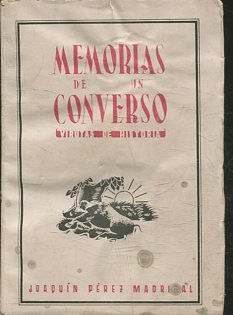 MEMORIAS
DE UN
CONVERSO
VIRUTAS DE HISTORIA
JOAQUÍN PÉREZ MADRIGAL